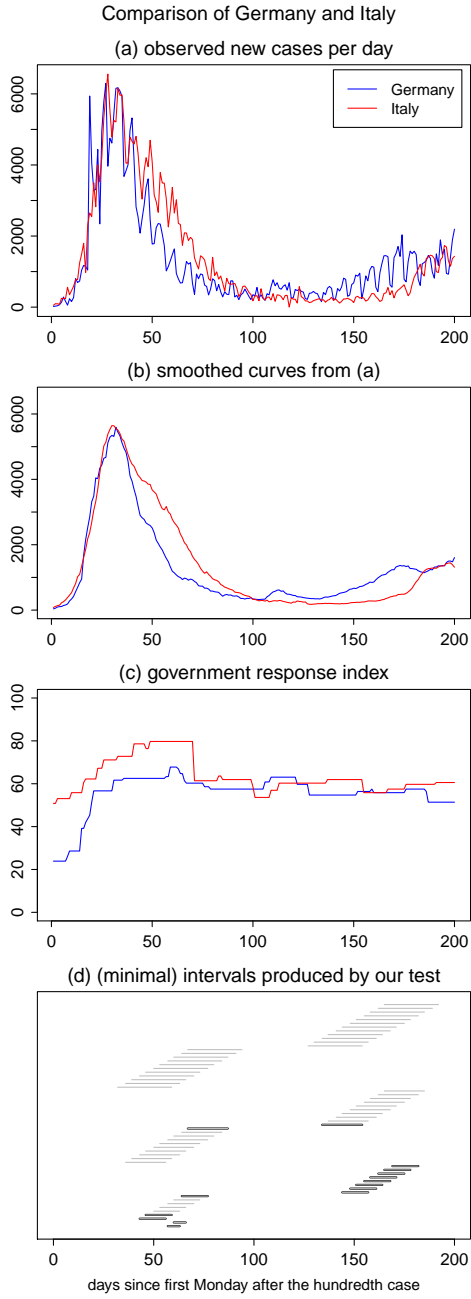 Comparison of Germany and Italy
(a) observed new cases per day
Germany
Italy
6000
4000
2000
0
0 50 100 150 200
(b) smoothed curves from (a)
6000
4000
2000
0
0 50 100 150 200
(c) government response index
100
80
60
40
20
0
0 50 100 150 200
(d) (minimal) intervals produced by our test
0 50 100 150 200
days since first Monday after the hundredth case